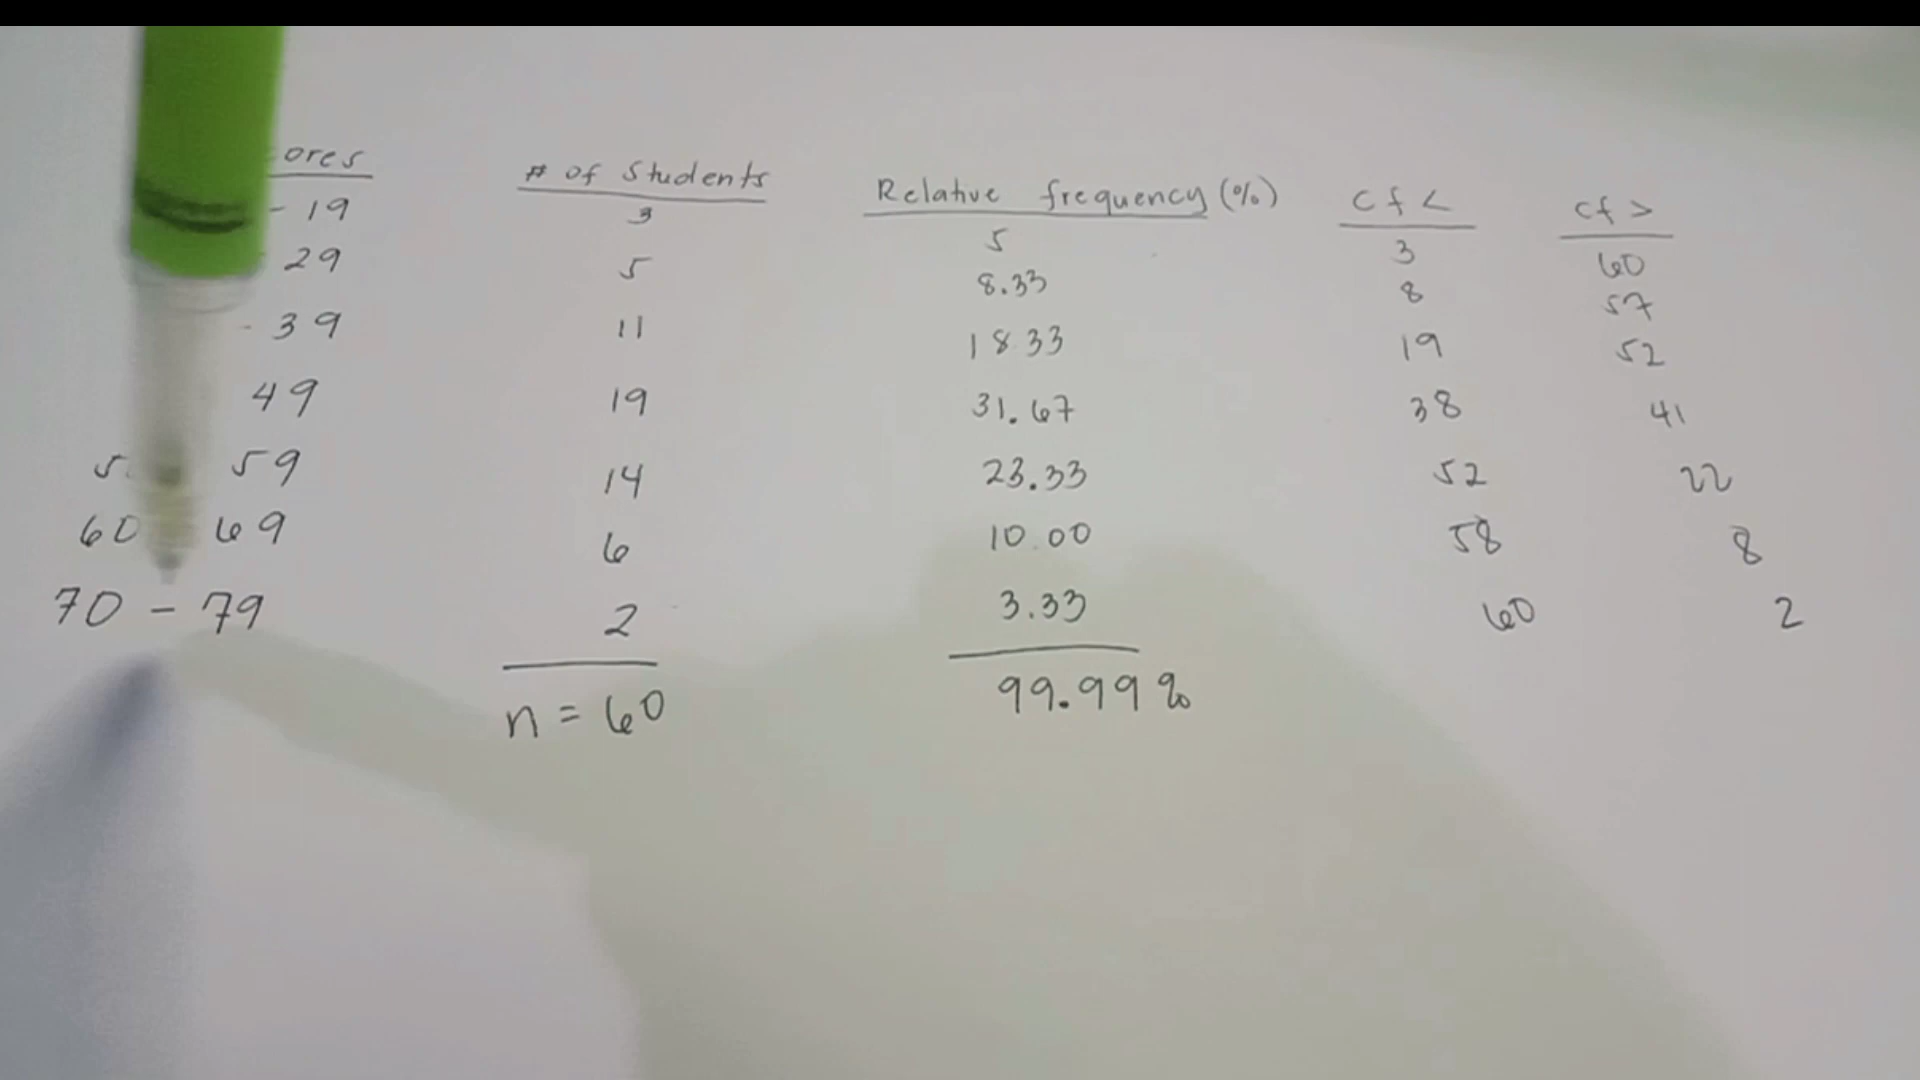 ores # of Students Relative frequency (%) cf < cf >
- 19 3 5 3 60
29 5 8.33 8 57
- 39 11 18.33 19 52
49 19 31.67 38 41
5 59 14 23.33 52 22
60 69 6 10.00 58 8
70 - 79 2 3.33 60 2
n = 60 99.99 %